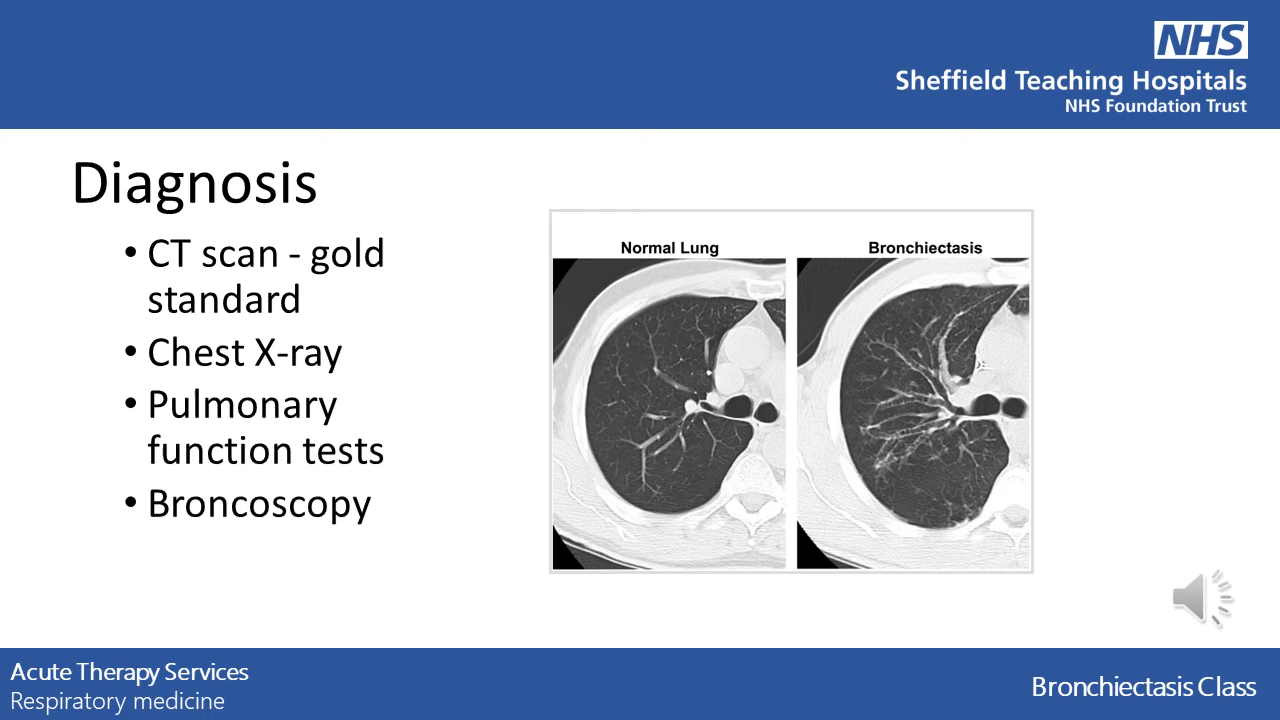 NHS
Sheffield Teaching Hospitals
NHS Foundation Trust
Diagnosis
• CT scan - gold
standard
• Chest X-ray
• Pulmonary
function tests
• Broncoscopy
Normal Lung
Bronchiectasis
Acute Therapy Services
Respiratory medicine
Bronchiectasis Class